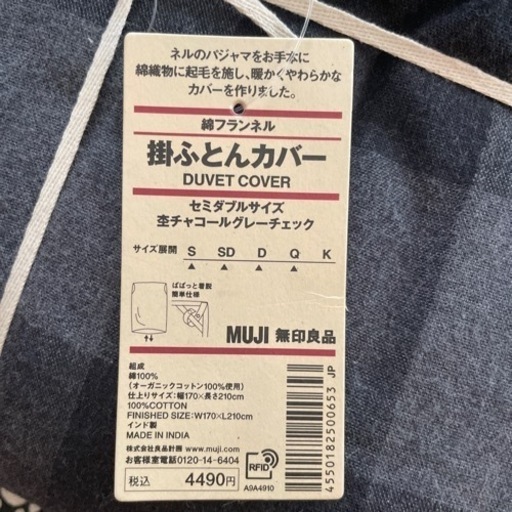 ネルのパジャマをお手本に
綿織物に起毛を施し、暖かくやわらかな
カバーを作りました。
綿フランネル
掛ふとんカバー
DUVET COVER
セミダブルサイズ
杢チャコールグレーチェック
サイズ展開 S SD D Q K
ぱぱっと着脱
簡単仕様
MUJI 無印良品
組成
綿100%
(オーガニックコットン100%使用)
仕上りサイズ:幅170×長さ210cm
100%COTTON
FINISHED SIZE:W170×L210cm
インド製
MADE IN INDIA
株式会社良品計画 www.muji.com
お客様室電話0120-14-6404
税込 4490円
RFID
A9A4910
4550182500653 JP